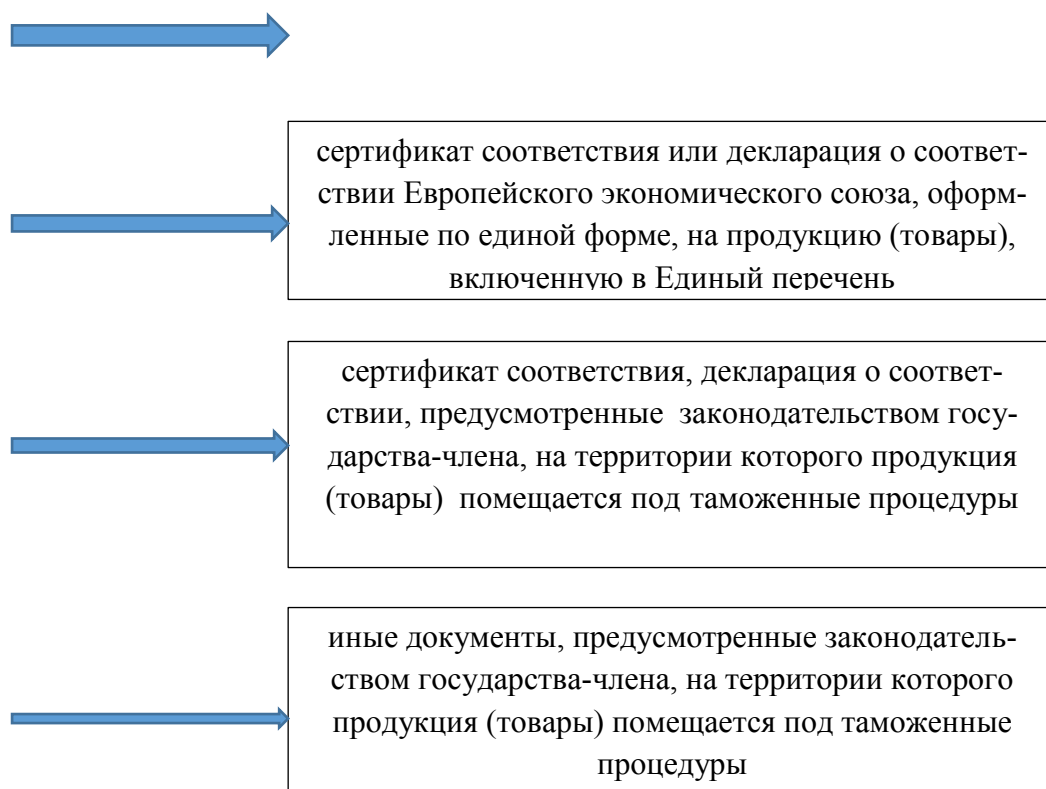 сертификат соответствия или декларация о соответ-
ствии Европейского экономического союза, оформ-
ленные по единой форме, на продукцию (товары),
включенную в Единый перечень
сертификат соответствия, декларация о соответ-
ствии, предусмотренные законодательством госу-
дарства-члена, на территории которого продукция
(товары) помещается под таможенные процедуры
иные документы, предусмотренные законодатель-
ством государства-члена, на территории которого
продукция (товары) помещается под таможенные
процедуры